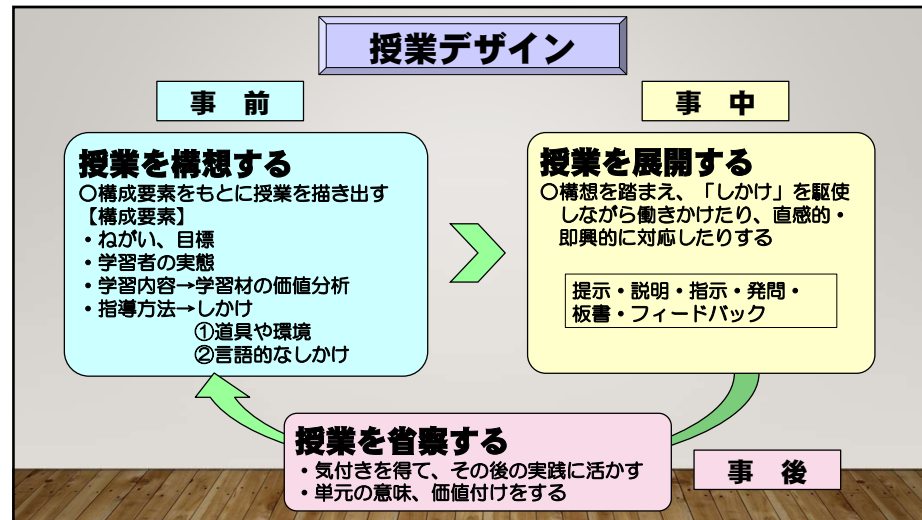 授業デザイン
事 前
授業を構想する
○構成要素をもとに授業を描き出す
【構成要素】
・ねがい、目標
・学習者の実態
・学習内容→学習材の価値分析
・指導方法→しかけ
①道具や環境
②言語的なしかけ
事 中
授業を展開する
○構想を踏まえ、「しかけ」を駆使
しながら働きかけたり、直感的・
即興的に対応したりする
提示・説明・指示・発問・
板書・フィードバック
授業を省察する
・気付きを得て、その後の実践に活かす
・単元の意味、価値付けをする
事 後